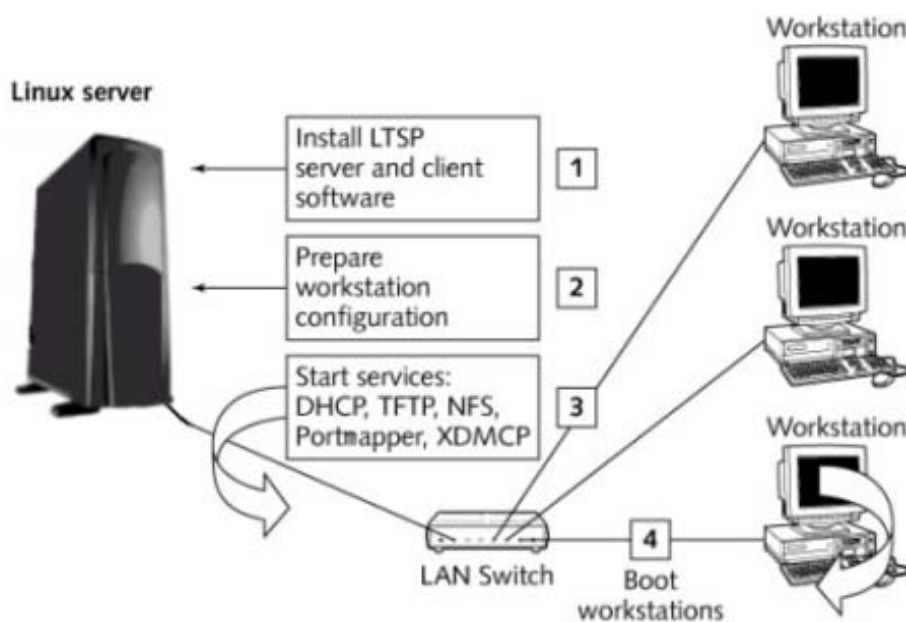 Linux server
Install LTSP
server and client
software
1
Prepare
workstation
configuration
2
Start services:
DHCP, TFTP, NFS,
Portmapper, XDMCP
3
LAN Switch
4
Boot
workstations
Workstation
Workstation
Workstation